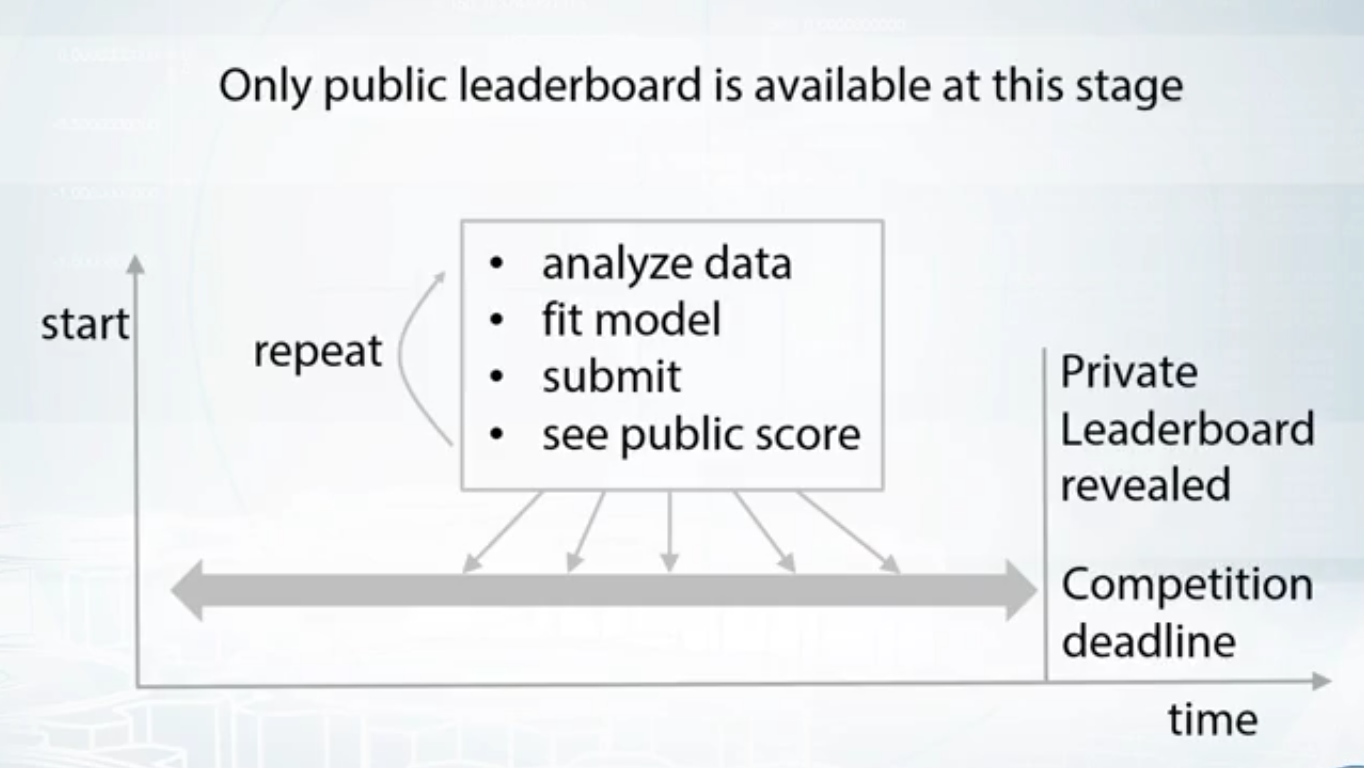 Only public leaderboard is available at this stage
start
repeat
• analyze data
• fit model
• submit
• see public score
Private
Leaderboard
revealed
Competition
deadline
time